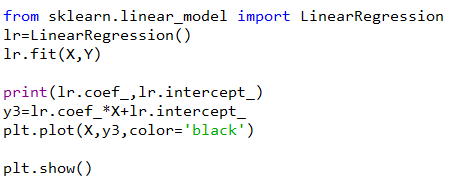 from sklearn.linear_model import LinearRegression
lr=LinearRegression()
lr.fit(X,Y)
print(lr.coef_,lr.intercept_)
y3=lr.coef_*X+lr.intercept_
plt.plot(X,y3,color='black')
plt.show()